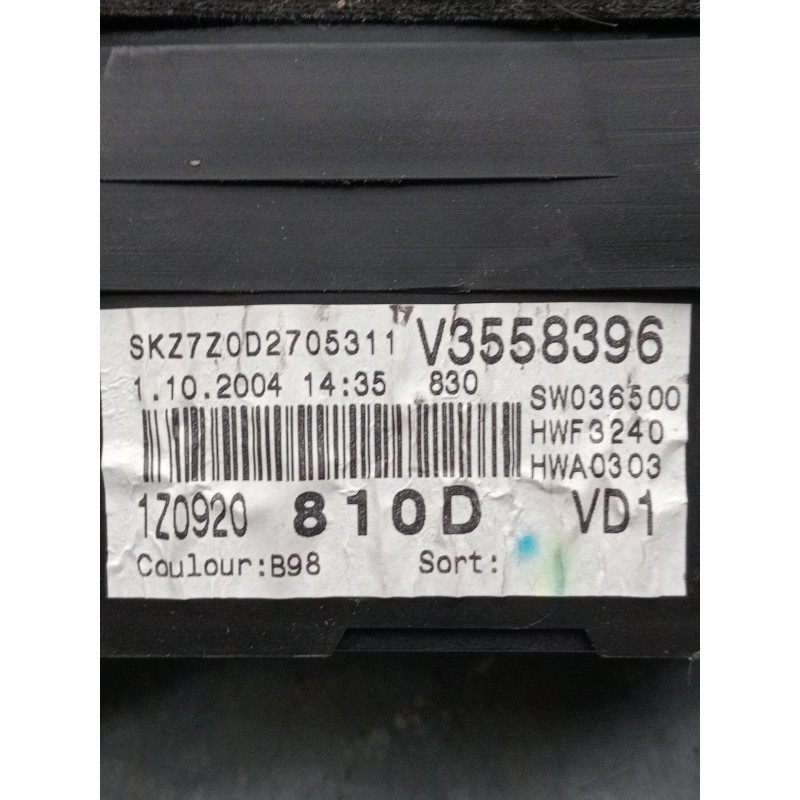 SKZ7Z0D2705311 V3558396
1.10.2004 14:35 830 SW036500
HWF3240
HWA0303
1Z0920 810D VD1
Coulour:B98 Sort: